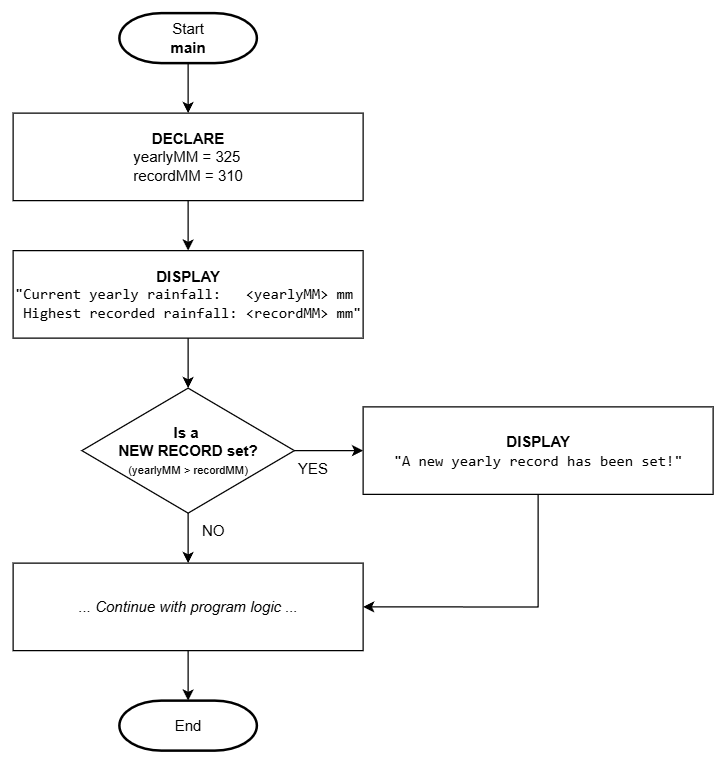 Start
main
DECLARE
yearlyMM = 325
recordMM = 310
DISPLAY
"Current yearly rainfall:   <yearlyMM> mm
Highest recorded rainfall: <recordMM> mm"
Is a
NEW RECORD set?
(yearlyMM > recordMM)
YES
DISPLAY
"A new yearly record has been set!"
NO
... Continue with program logic ...
End